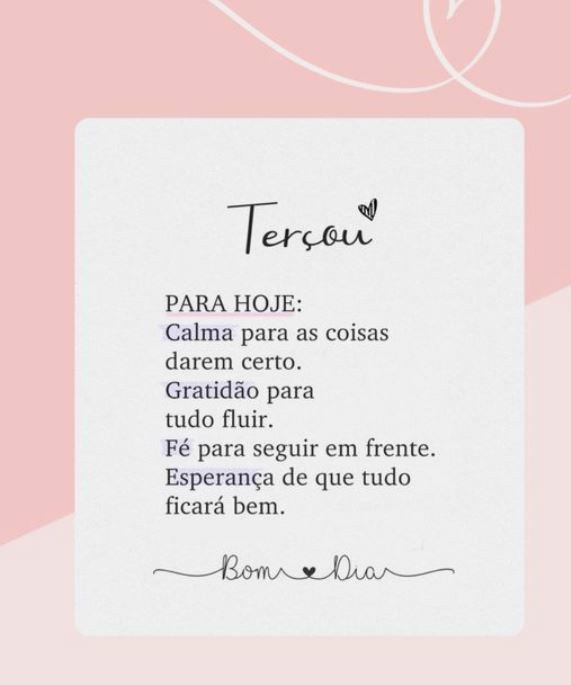 Terçou
PARA HOJE:
Calma para as coisas
darem certo.
Gratidão para
tudo fluir.
Fé para seguir em frente.
Esperança de que tudo
ficará bem.
Bom Dia